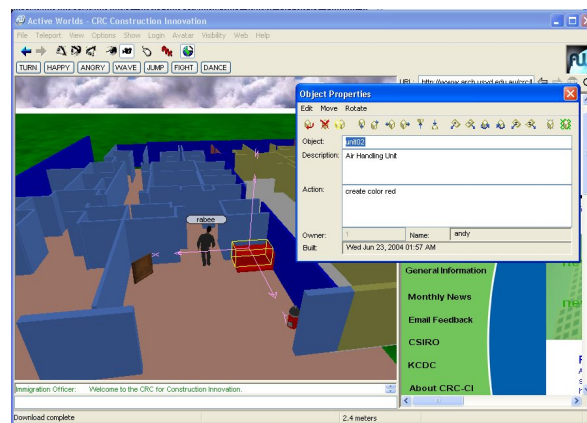 Active Worlds - CRC Construction Innovation
File Teleport View Options Show Login Avatar Visibility Web Help
TURN HAPPY ANGRY WAVE JUMP FIGHT DANCE
URL: http://www.arch.usyd.edu.au/crc/i
Object Properties
Edit Move Rotate
Object: unit02
Description: Air Handling Unit
Action: create color red
rabee
Owner: 1 Name: andy
Built: Wed Jun 23, 2004 01:57 AM
General Information
Monthly News
Email Feedback
CSIRO
KCDC
About CRC-CI
Immigration Officer: Welcome to the CRC for Construction Innovation.
Download complete 2.4 meters